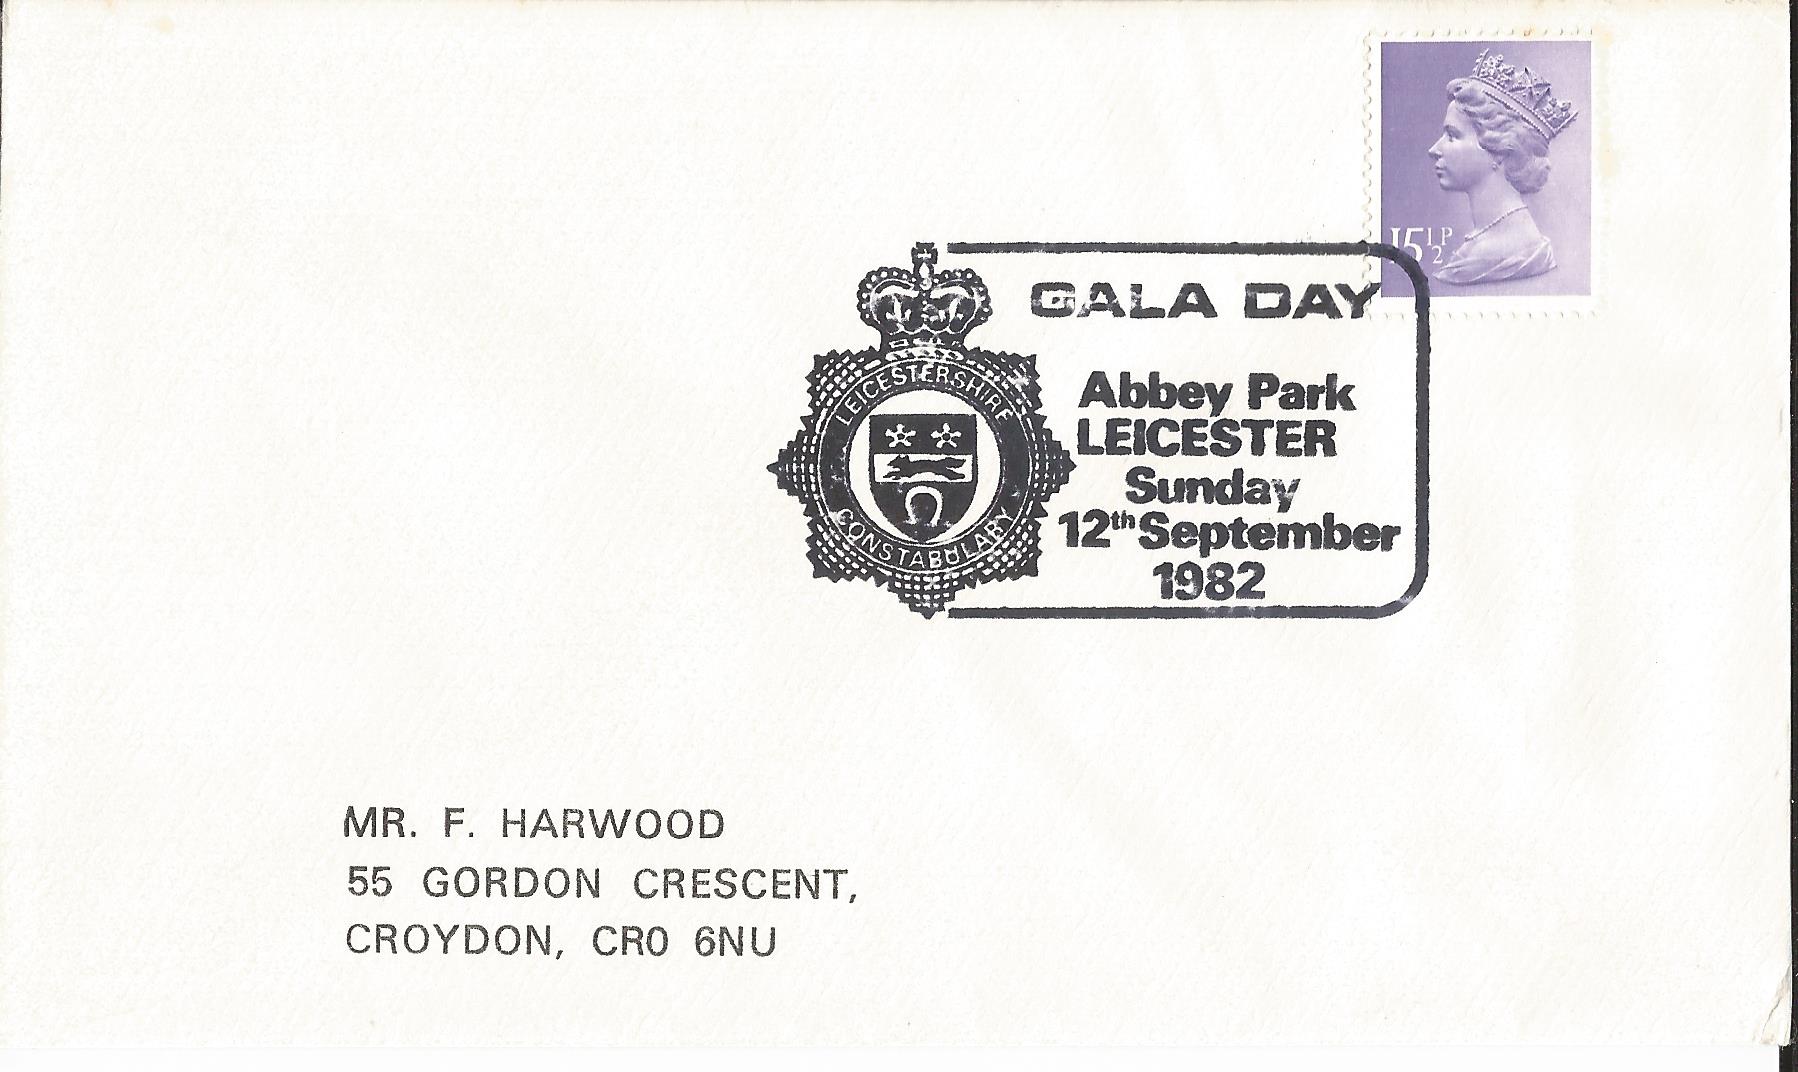 15½P
GALA DAY
LEICESTERSHIRE
CONSTABULARY
Abbey Park
LEICESTER
Sunday
12th September
1982
MR. F. HARWOOD
55 GORDON CRESCENT,
CROYDON, CR0 6NU